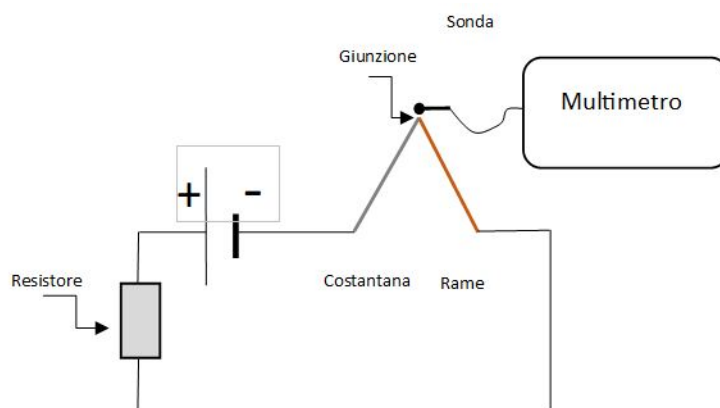 Sonda
Giunzione
Multimetro
+ -
Resistore
Costantana
Rame